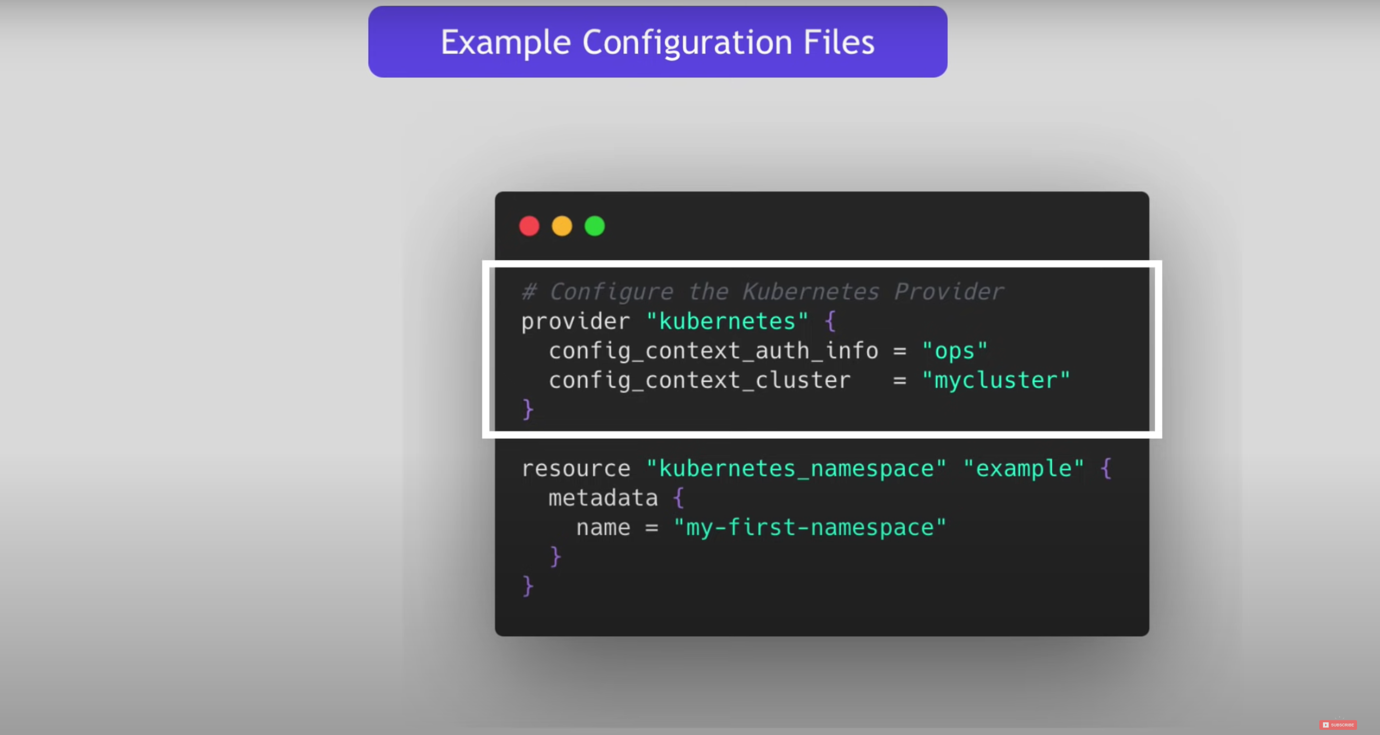 Example Configuration Files
# Configure the Kubernetes Provider
provider "kubernetes" {
  config_context_auth_info = "ops"
  config_context_cluster   = "mycluster"
}
resource "kubernetes_namespace" "example" {
  metadata {
    name = "my-first-namespace"
  }
}
SUBSCRIBE